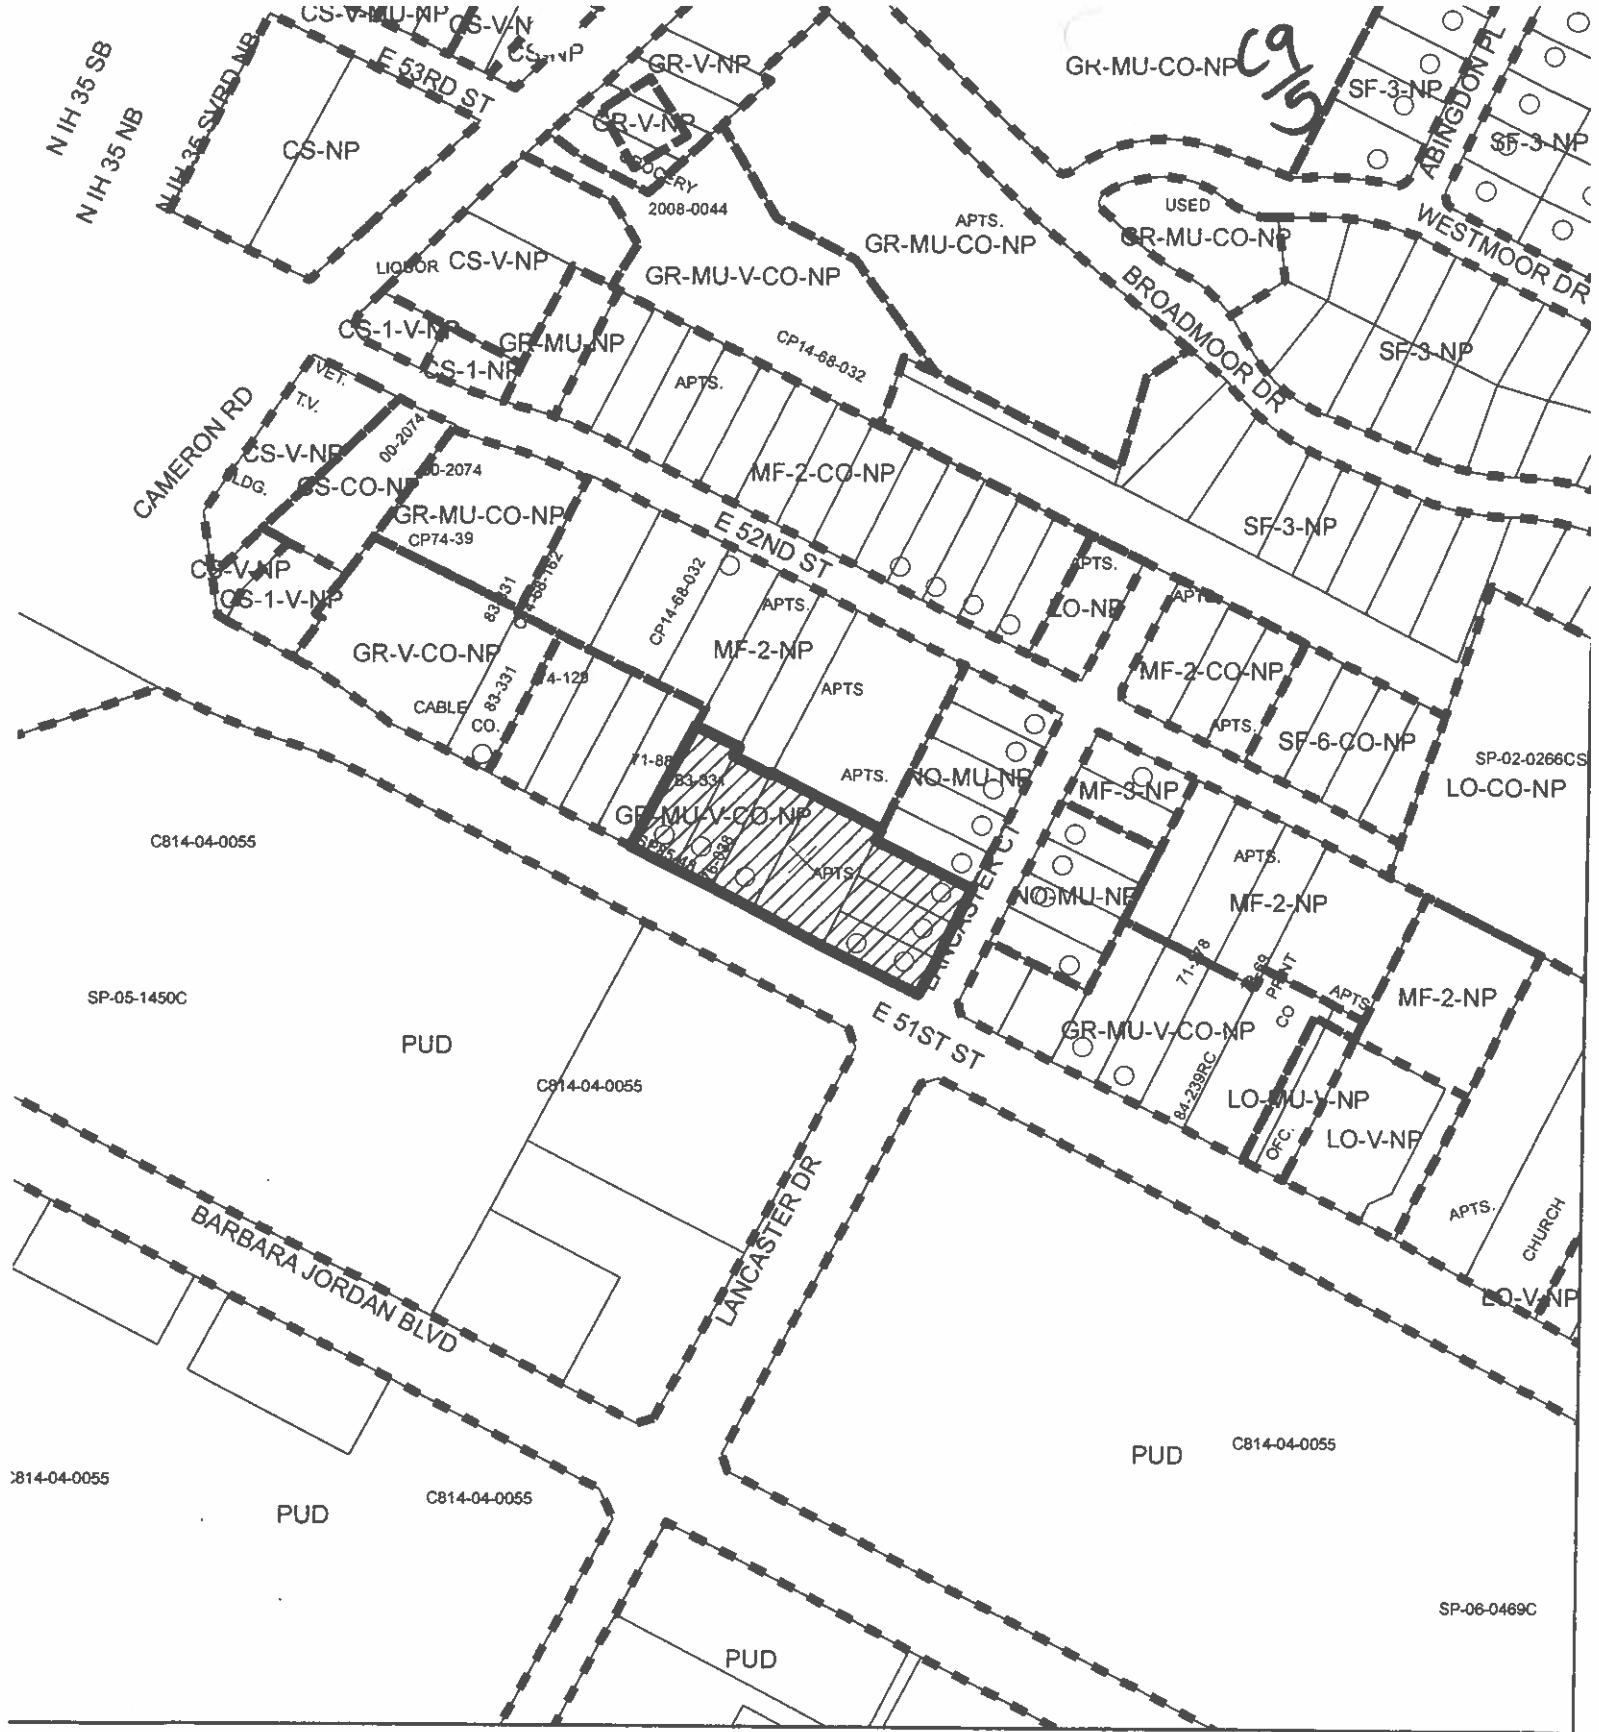 CS-V-MU-NP
CS-V-N
CS-NP
E 53RD ST
GR-V-NP
GR-MU-CO-NP
C9/5
SF-3-NP
ABINGDON PL
SF-3-NP
N IH 35 SB
N IH 35 NB
N IH 35 SVRD NB
CS-NP
GR-V-NP
GROCERY
2008-0044
APTS.
GR-MU-CO-NP
USED
GR-MU-CO-NP
WESTMOOR DR
LIQUOR
CS-V-NP
GR-MU-V-CO-NP
BROADMOOR DR
CS-1-V-NP
CS-1-NP
GR-MU-NP
CP14-68-032
SF-3-NP
APTS.
VET.
T.V.
CAMERON RD
CS-V-NP
LDG.
00-2074
CS-CO-NP
00-2074
GR-MU-CO-NP
CP74-39
MF-2-CO-NP
E 52ND ST
SF-3-NP
CS-V-NP
CS-1-V-NP
83-331
CP14-68-032
APTS.
MF-2-NP
APTS
APTS.
LO-NP
APTS.
MF-2-CO-NP
APTS.
SF-6-CO-NP
GR-V-CO-NP
CABLE
CO.
83-331
74-129
71-88
83-331
GR-MU-V-CO-NP
APTS.
APTS.
NO-MU-NP
LANCASTER CT
MF-3-NP
NO-MU-NP
SP-02-0266CS
LO-CO-NP
APTS.
MF-2-NP
C814-04-0055
SP-05-1450C
PUD
C814-04-0055
E 51ST ST
GR-MU-V-CO-NP
PRINT
CO
APTS
MF-2-NP
84-239RC
LO-MU-V-NP
OFC.
LO-V-NP
APTS.
CHURCH
LO-V-NP
BARBARA JORDAN BLVD
LANCASTER DR
PUD
C814-04-0055
C814-04-0055
PUD
C814-04-0055
SP-06-0469C
PUD